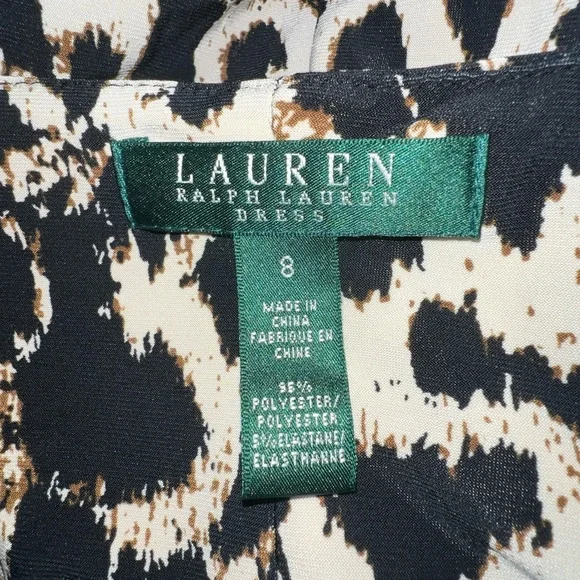 LAUREN
RALPH LAUREN
DRESS
8
MADE IN
CHINA
FABRIQUE EN
CHINE
95%
POLYESTER/
POLYESTER
5% ELASTANE/
ELASTHANNE